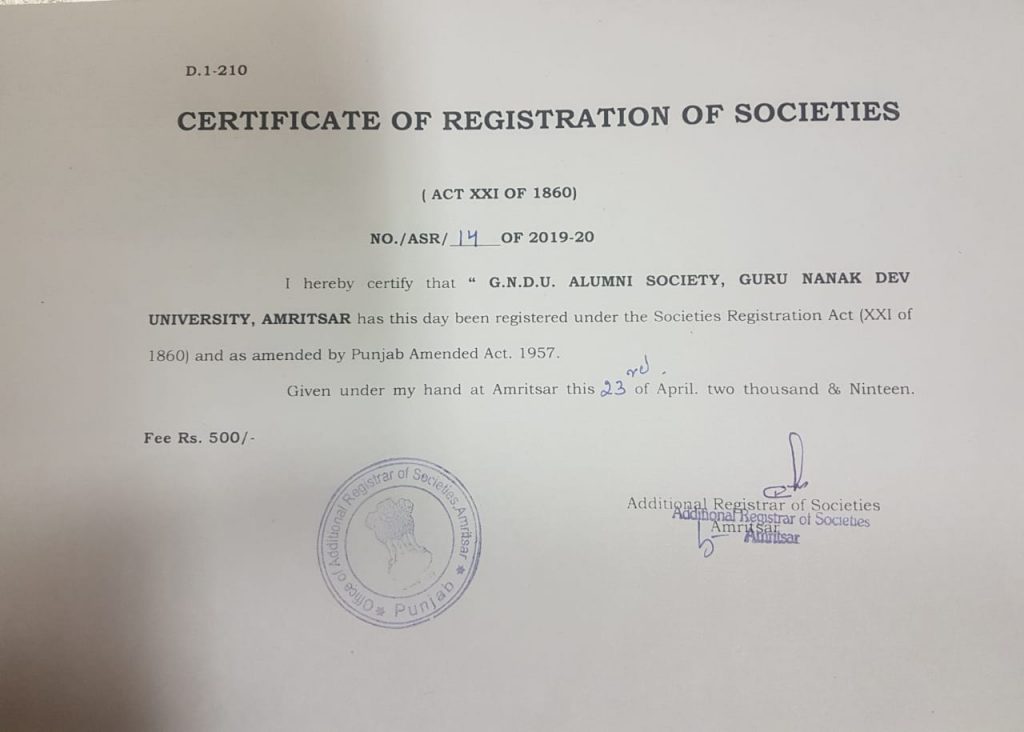 D.1-210
CERTIFICATE OF REGISTRATION OF SOCIETIES
( ACT XXI OF 1860)
NO./ASR/ 14 OF 2019-20
I hereby certify that “ G.N.D.U. ALUMNI SOCIETY, GURU NANAK DEV
UNIVERSITY, AMRITSAR has this day been registered under the Societies Registration Act (XXI of
1860) and as amended by Punjab Amended Act. 1957.
Given under my hand at Amritsar this 23rd of April. two thousand & Ninteen.
Fee Rs. 500/-
Office of Additional Registrar of Societies, Amritsar
* Punjab *
Additional Registrar of Societies
Additional Registrar of Societies
Amritsar
Amritsar